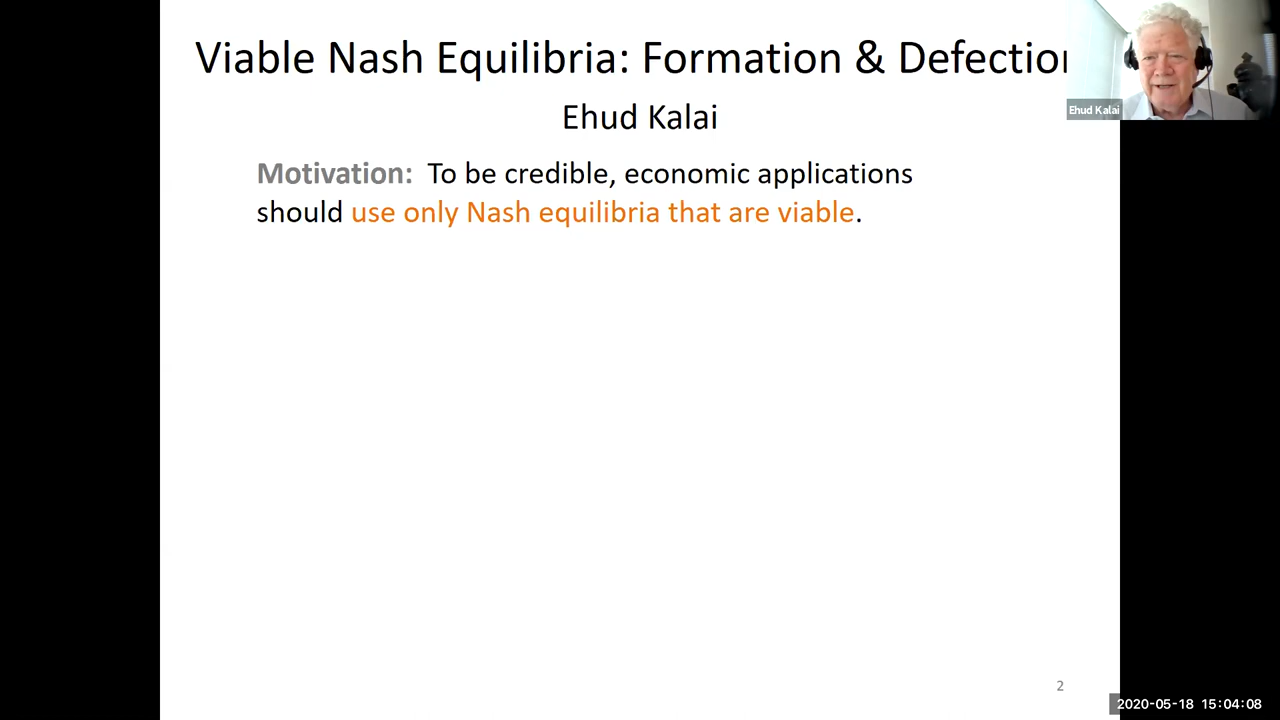 Viable Nash Equilibria: Formation & Defection
Ehud Kalai
Ehud Kalai
Motivation: To be credible, economic applications
should use only Nash equilibria that are viable.
2
2020-05-18 15:04:08